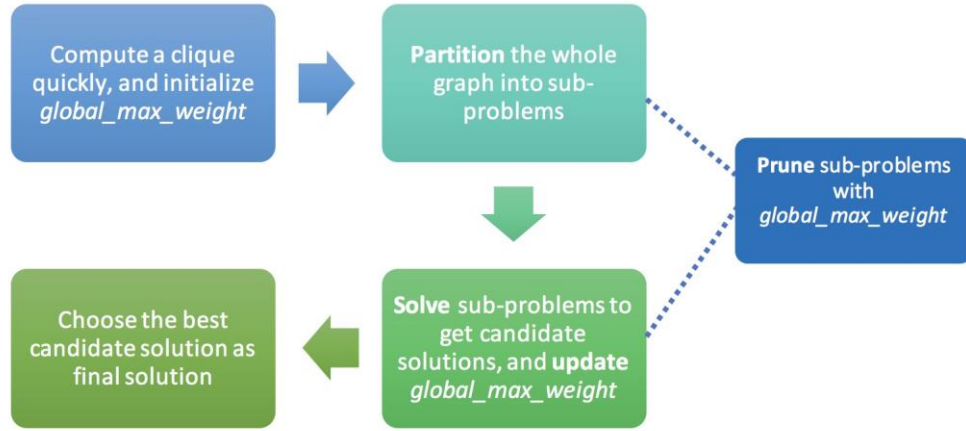 Compute a clique
quickly, and initialize
global_max_weight
Partition the whole
graph into sub-
problems
Prune sub-problems
with
global_max_weight
Solve sub-problems to
get candidate
solutions, and update
global_max_weight
Choose the best
candidate solution as
final solution